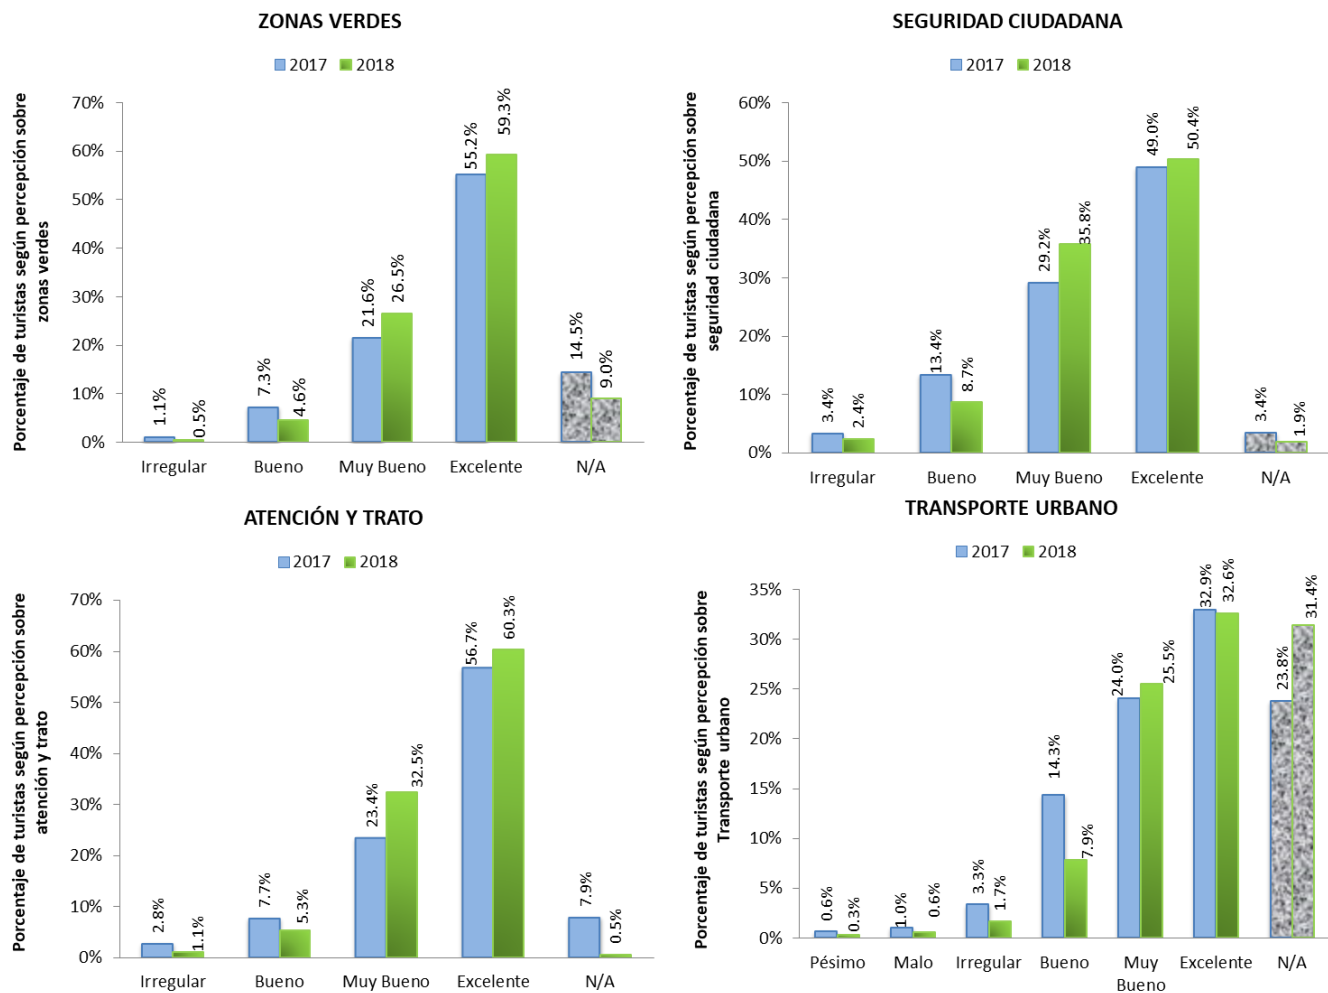 ZONAS VERDES
2017 2018
Porcentaje de turistas según percepción sobre
zonas verdes
70%
60%
50%
40%
30%
20%
10%
0%
1.1% 0.5% 7.3% 4.6% 21.6% 26.5% 55.2% 59.3% 14.5% 9.0%
Irregular Bueno Muy Bueno Excelente N/A
SEGURIDAD CIUDADANA
2017 2018
Porcentaje de turistas según percepción sobre
seguridad ciudadana
60%
50%
40%
30%
20%
10%
0%
3.4% 2.4% 13.4% 8.7% 29.2% 35.8% 49.0% 50.4% 3.4% 1.9%
Irregular Bueno Muy Bueno Excelente N/A
ATENCIÓN Y TRATO
2017 2018
Porcentaje de turistas según percepción sobre
atención y trato
70%
60%
50%
40%
30%
20%
10%
0%
2.8% 1.1% 7.7% 5.3% 23.4% 32.5% 56.7% 60.3% 7.9% 0.5%
Irregular Bueno Muy Bueno Excelente N/A
TRANSPORTE URBANO
2017 2018
Porcentaje de turistas según percepción sobre
Transporte urbano
35%
30%
25%
20%
15%
10%
5%
0%
0.6% 0.3% 1.0% 0.6% 3.3% 1.7% 14.3% 7.9% 24.0% 25.5% 32.9% 32.6% 23.8% 31.4%
Pésimo Malo Irregular Bueno Muy Excelente N/A
Bueno